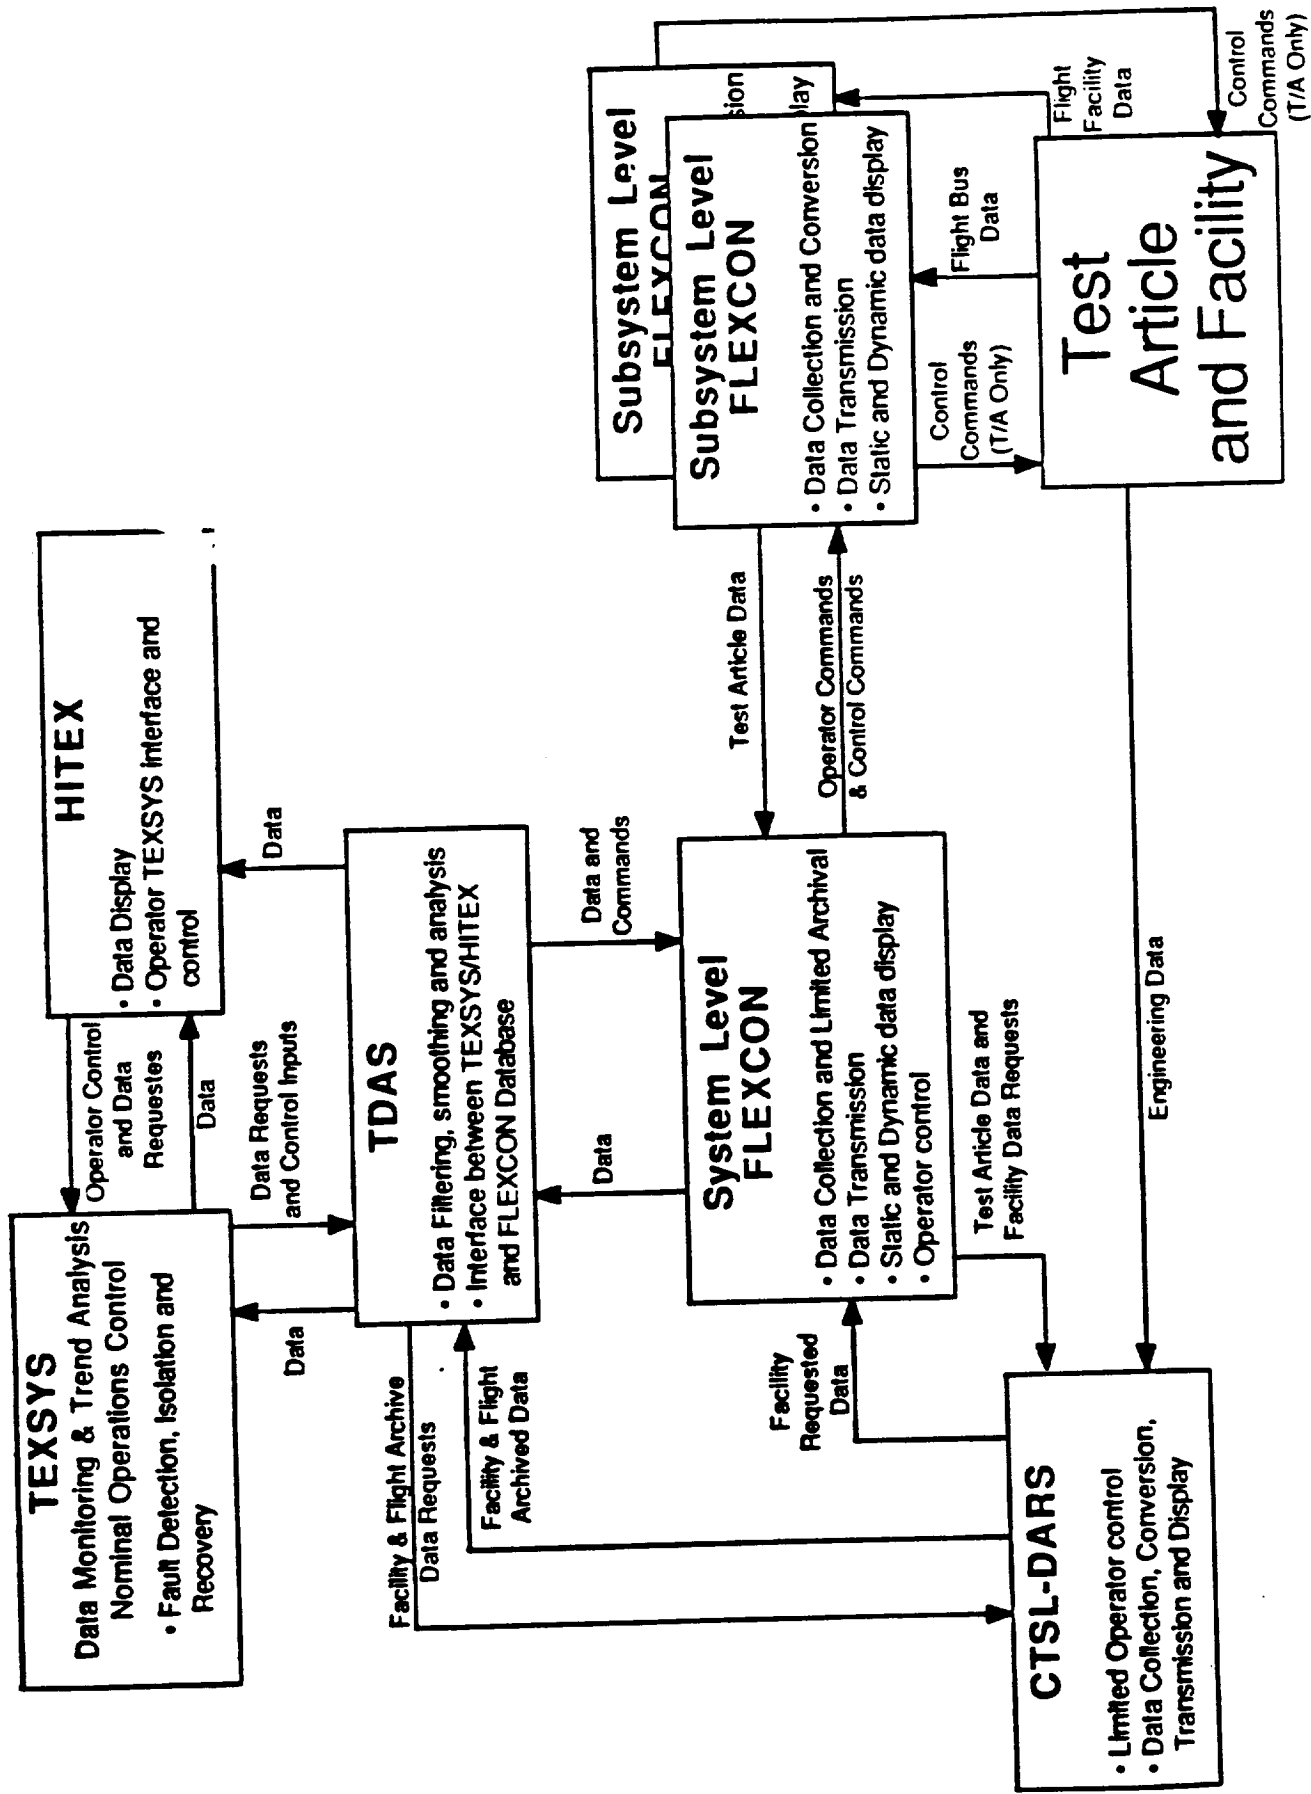 TEXSYS
Data Monitoring & Trend Analysis
Nominal Operations Control
• Fault Detection, Isolation and
Recovery
HITEX
• Data Display
• Operator TEXSYS interface and
control
Operator Control
and Data
Requestes
Data
Data Requests
and Control Inputs
Data
Data
TDAS
• Data Filtering, smoothing and analysis
• Interface between TEXSYS/HITEX
and FLEXCON Database
Facility & Flight Archive
Data Requests
Facility & Flight
Archived Data
Data
Data and
Commands
System Level
FLEXCON
• Data Collection and Limited Archival
• Data Transmission
• Static and Dynamic data display
• Operator control
Test Article Data
Operator Commands
& Control Commands
Subsystem Level
FLEXCON
sion
lay
Subsystem Level
FLEXCON
• Data Collection and Conversion
• Data Transmission
• Static and Dynamic data display
Facility
Requested
Data
Test Article Data and
Facility Data Requests
Control
Commands
(T/A Only)
Flight Bus
Data
Flight
Facility
Data
Control
Commands
(T/A Only)
CTSL-DARS
• Limited Operator control
• Data Collection, Conversion,
Transmission and Display
Engineering Data
Test
Article
and Facility